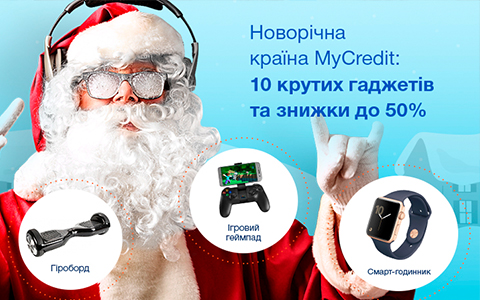 Новорічна
країна MyCredit:
10 крутих гаджетів
та знижки до 50%
Гіроборд
Ігровий
геймпад
Смарт-годинник